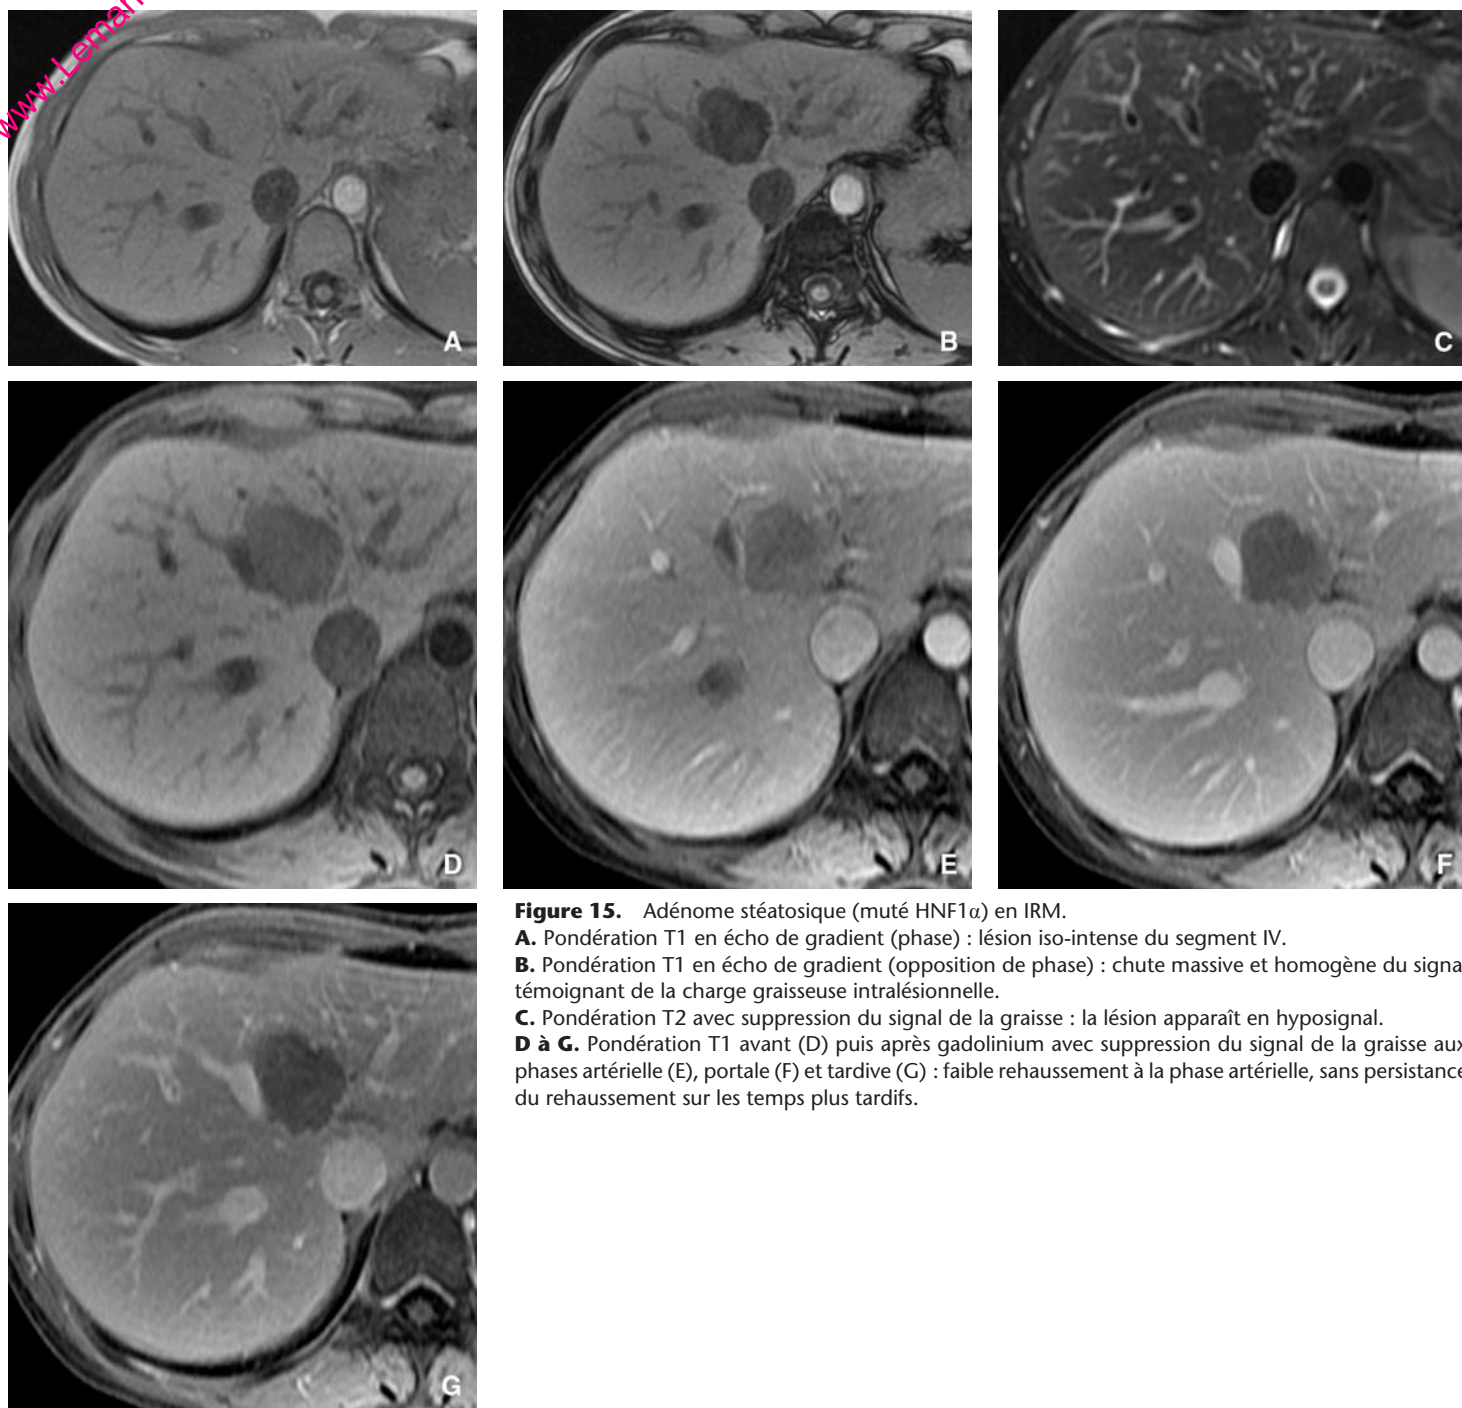 www.Leman
A
B
C
D
E
F
G
Figure 15. Adénome stéatosique (muté HNF1α) en IRM.
A. Pondération T1 en écho de gradient (phase) : lésion iso-intense du segment IV.
B. Pondération T1 en écho de gradient (opposition de phase) : chute massive et homogène du signa
témoignant de la charge graisseuse intralésionnelle.
C. Pondération T2 avec suppression du signal de la graisse : la lésion apparaît en hyposignal.
D à G. Pondération T1 avant (D) puis après gadolinium avec suppression du signal de la graisse aux
phases artérielle (E), portale (F) et tardive (G) : faible rehaussement à la phase artérielle, sans persistance
du rehaussement sur les temps plus tardifs.